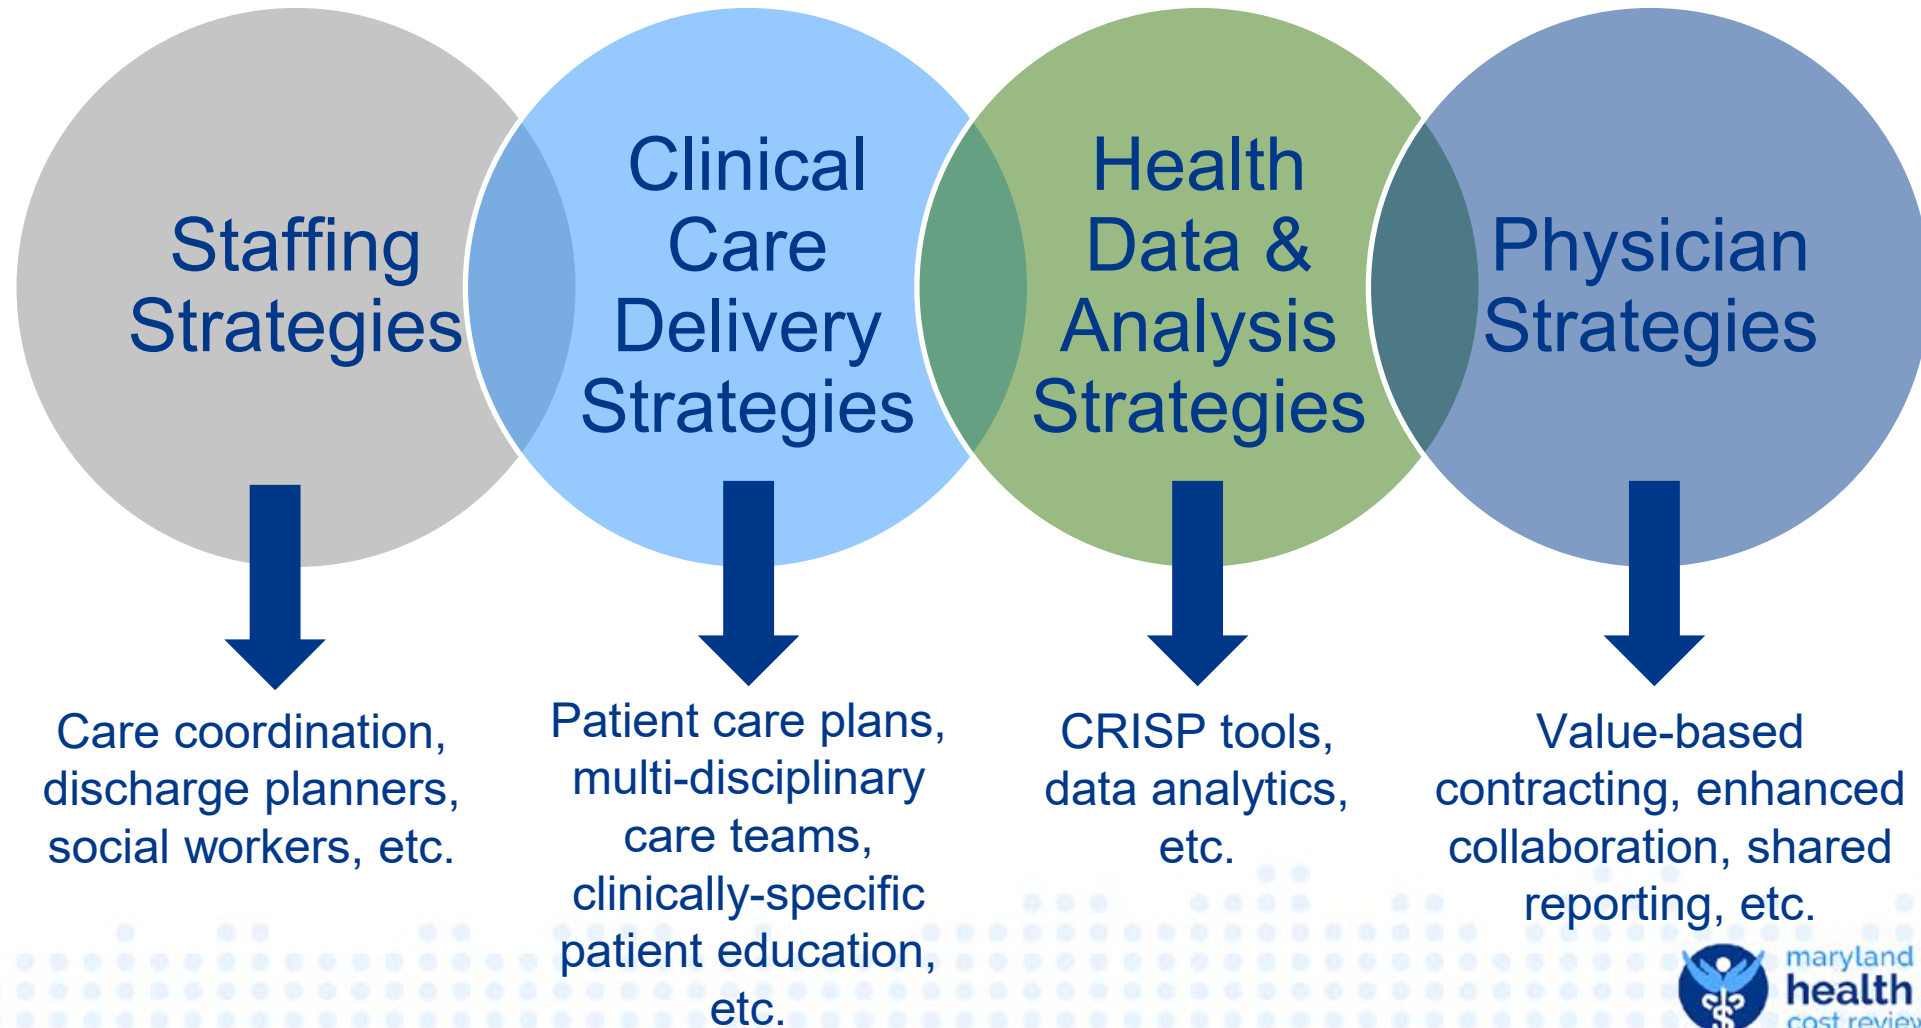 Staffing
Strategies
Clinical
Care
Delivery
Strategies
Health
Data &
Analysis
Strategies
Physician
Strategies
Care coordination,
discharge planners,
social workers, etc.
Patient care plans,
multi-disciplinary
care teams,
clinically-specific
patient education,
etc.
CRISP tools,
data analytics,
etc.
Value-based
contracting, enhanced
collaboration, shared
reporting, etc.
maryland
health
cost review